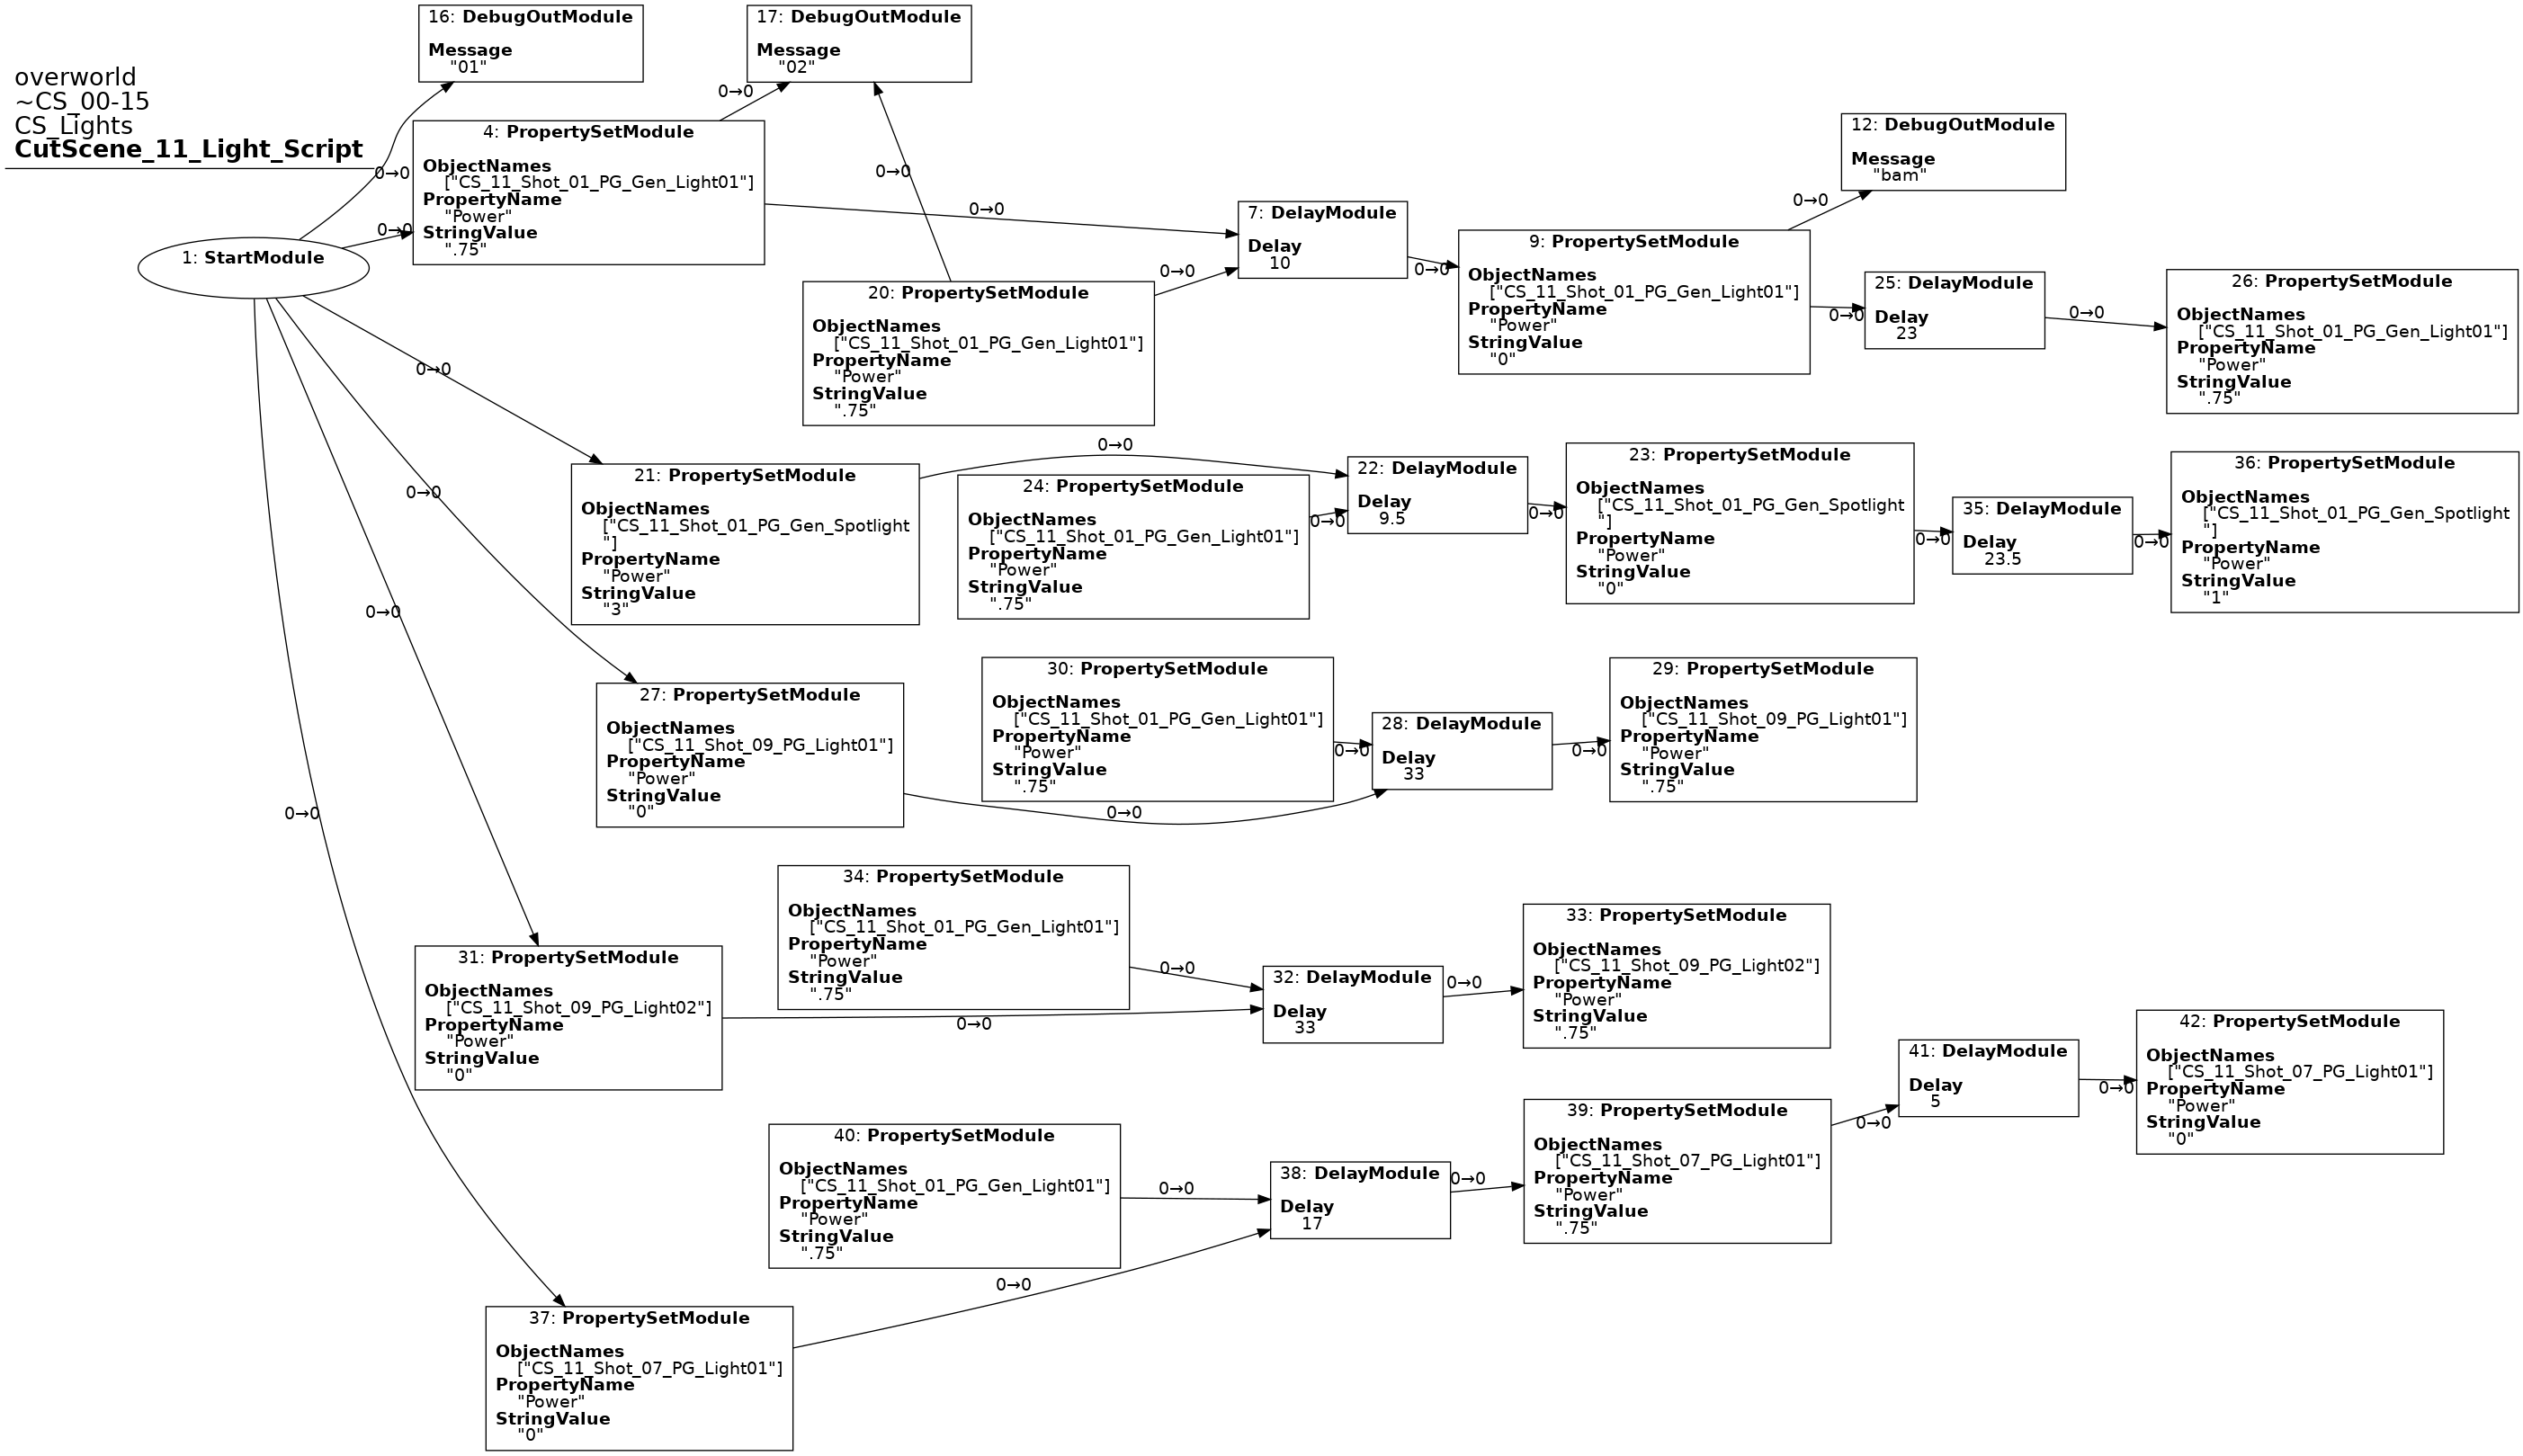 overworld
~CS_00-15
CS_Lights
CutScene_11_Light_Script
1: StartModule
16: DebugOutModule
Message
"01"
17: DebugOutModule
Message
"02"
4: PropertySetModule
ObjectNames
["CS_11_Shot_01_PG_Gen_Light01"]
PropertyName
"Power"
StringValue
".75"
0→0
0→0
0→0
0→0
0→0
7: DelayModule
Delay
10
20: PropertySetModule
ObjectNames
["CS_11_Shot_01_PG_Gen_Light01"]
PropertyName
"Power"
StringValue
".75"
0→0
0→0
9: PropertySetModule
ObjectNames
["CS_11_Shot_01_PG_Gen_Light01"]
PropertyName
"Power"
StringValue
"0"
0→0
12: DebugOutModule
Message
"bam"
0→0
25: DelayModule
Delay
23
0→0
26: PropertySetModule
ObjectNames
["CS_11_Shot_01_PG_Gen_Light01"]
PropertyName
"Power"
StringValue
".75"
0→0
21: PropertySetModule
ObjectNames
["CS_11_Shot_01_PG_Gen_Spotlight
"]
PropertyName
"Power"
StringValue
"3"
0→0
24: PropertySetModule
ObjectNames
["CS_11_Shot_01_PG_Gen_Light01"]
PropertyName
"Power"
StringValue
".75"
0→0
22: DelayModule
Delay
9.5
0→0
23: PropertySetModule
ObjectNames
["CS_11_Shot_01_PG_Gen_Spotlight
"]
PropertyName
"Power"
StringValue
"0"
0→0
35: DelayModule
Delay
23.5
0→0
36: PropertySetModule
ObjectNames
["CS_11_Shot_01_PG_Gen_Spotlight
"]
PropertyName
"Power"
StringValue
"1"
0→0
27: PropertySetModule
ObjectNames
["CS_11_Shot_09_PG_Light01"]
PropertyName
"Power"
StringValue
"0"
0→0
30: PropertySetModule
ObjectNames
["CS_11_Shot_01_PG_Gen_Light01"]
PropertyName
"Power"
StringValue
".75"
0→0
28: DelayModule
Delay
33
0→0
29: PropertySetModule
ObjectNames
["CS_11_Shot_09_PG_Light01"]
PropertyName
"Power"
StringValue
".75"
0→0
31: PropertySetModule
ObjectNames
["CS_11_Shot_09_PG_Light02"]
PropertyName
"Power"
StringValue
"0"
0→0
34: PropertySetModule
ObjectNames
["CS_11_Shot_01_PG_Gen_Light01"]
PropertyName
"Power"
StringValue
".75"
0→0
32: DelayModule
Delay
33
0→0
33: PropertySetModule
ObjectNames
["CS_11_Shot_09_PG_Light02"]
PropertyName
"Power"
StringValue
".75"
0→0
37: PropertySetModule
ObjectNames
["CS_11_Shot_07_PG_Light01"]
PropertyName
"Power"
StringValue
"0"
0→0
40: PropertySetModule
ObjectNames
["CS_11_Shot_01_PG_Gen_Light01"]
PropertyName
"Power"
StringValue
".75"
0→0
38: DelayModule
Delay
17
0→0
39: PropertySetModule
ObjectNames
["CS_11_Shot_07_PG_Light01"]
PropertyName
"Power"
StringValue
".75"
0→0
41: DelayModule
Delay
5
0→0
42: PropertySetModule
ObjectNames
["CS_11_Shot_07_PG_Light01"]
PropertyName
"Power"
StringValue
"0"